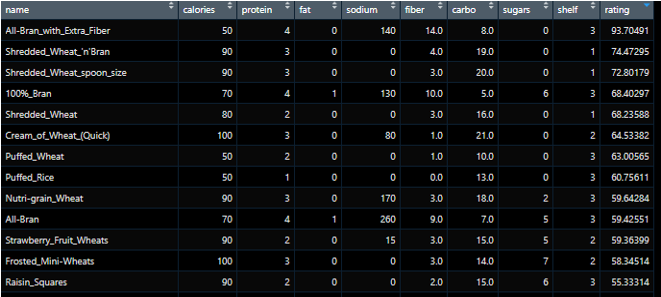 name calories protein fat sodium fiber carbo sugars shelf rating
All-Bran_with_Extra_Fiber 50 4 0 140 14.0 8.0 0 3 93.70491
Shredded_Wheat_'n'Bran 90 3 0 0 4.0 19.0 0 1 74.47295
Shredded_Wheat_spoon_size 90 3 0 0 3.0 20.0 0 1 72.80179
100%_Bran 70 4 1 130 10.0 5.0 6 3 68.40297
Shredded_Wheat 80 2 0 0 3.0 16.0 0 1 68.23588
Cream_of_Wheat_(Quick) 100 3 0 80 1.0 21.0 0 2 64.53382
Puffed_Wheat 50 2 0 0 1.0 10.0 0 3 63.00565
Puffed_Rice 50 1 0 0 0.0 13.0 0 3 60.75611
Nutri-grain_Wheat 90 3 0 170 3.0 18.0 2 3 59.64284
All-Bran 70 4 1 260 9.0 7.0 5 3 59.42551
Strawberry_Fruit_Wheats 90 2 0 15 3.0 15.0 5 2 59.36399
Frosted_Mini-Wheats 100 3 0 0 3.0 14.0 7 2 58.34514
Raisin_Squares 90 2 0 0 2.0 15.0 6 3 55.33314